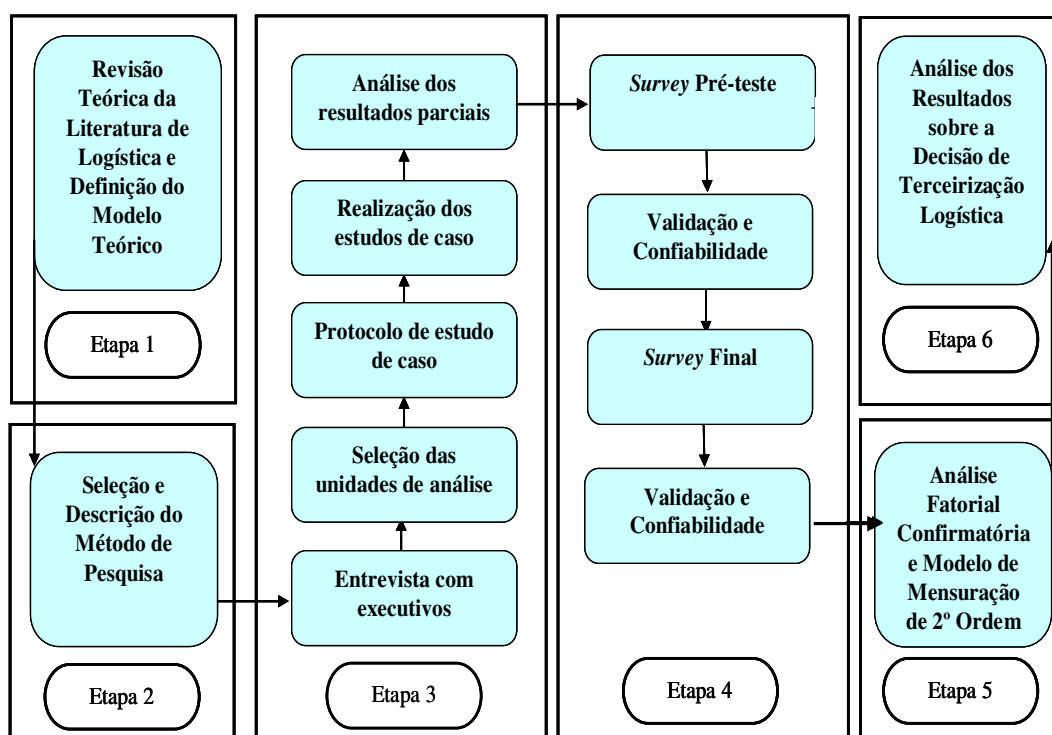 Revisão
Teórica da
Literatura de
Logística e
Definição do
Modelo
Teórico
Etapa 1
Seleção e
Descrição do
Método de
Pesquisa
Etapa 2
Análise dos
resultados parciais
Realização dos
estudos de caso
Protocolo de estudo
de caso
Seleção das
unidades de análise
Entrevista com
executivos
Etapa 3
Survey Pré-teste
Validação e
Confiabilidade
Survey Final
Validação e
Confiabilidade
Etapa 4
Análise dos
Resultados
sobre a
Decisão de
Terceirização
Logística
Etapa 6
Análise
Fatorial
Confirmatória
e Modelo de
Mensuração
de 2º Ordem
Etapa 5